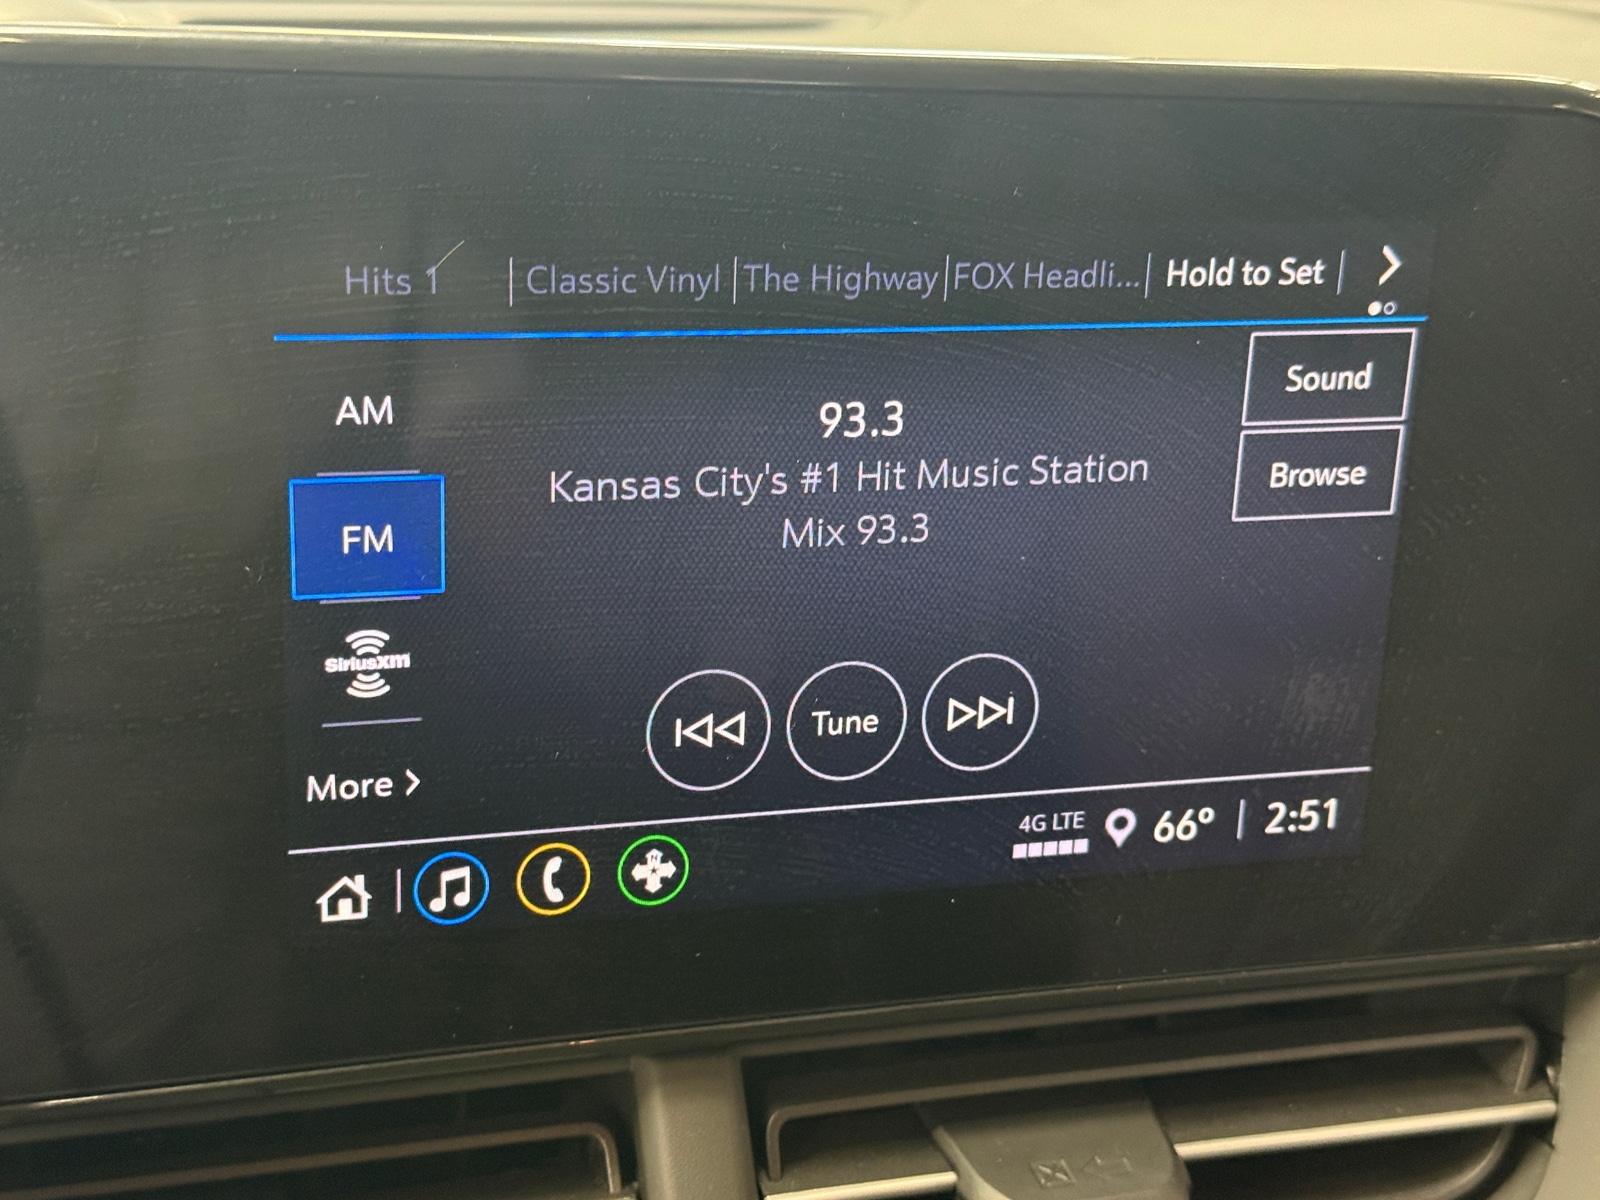 Hits 1 | Classic Vinyl | The Highway | FOX Headli... | Hold to Set |
Sound
AM
93.3
Kansas City's #1 Hit Music Station
Browse
FM
Mix 93.3
SiriusXM
Tune
More >
4G LTE 66° | 2:51
N